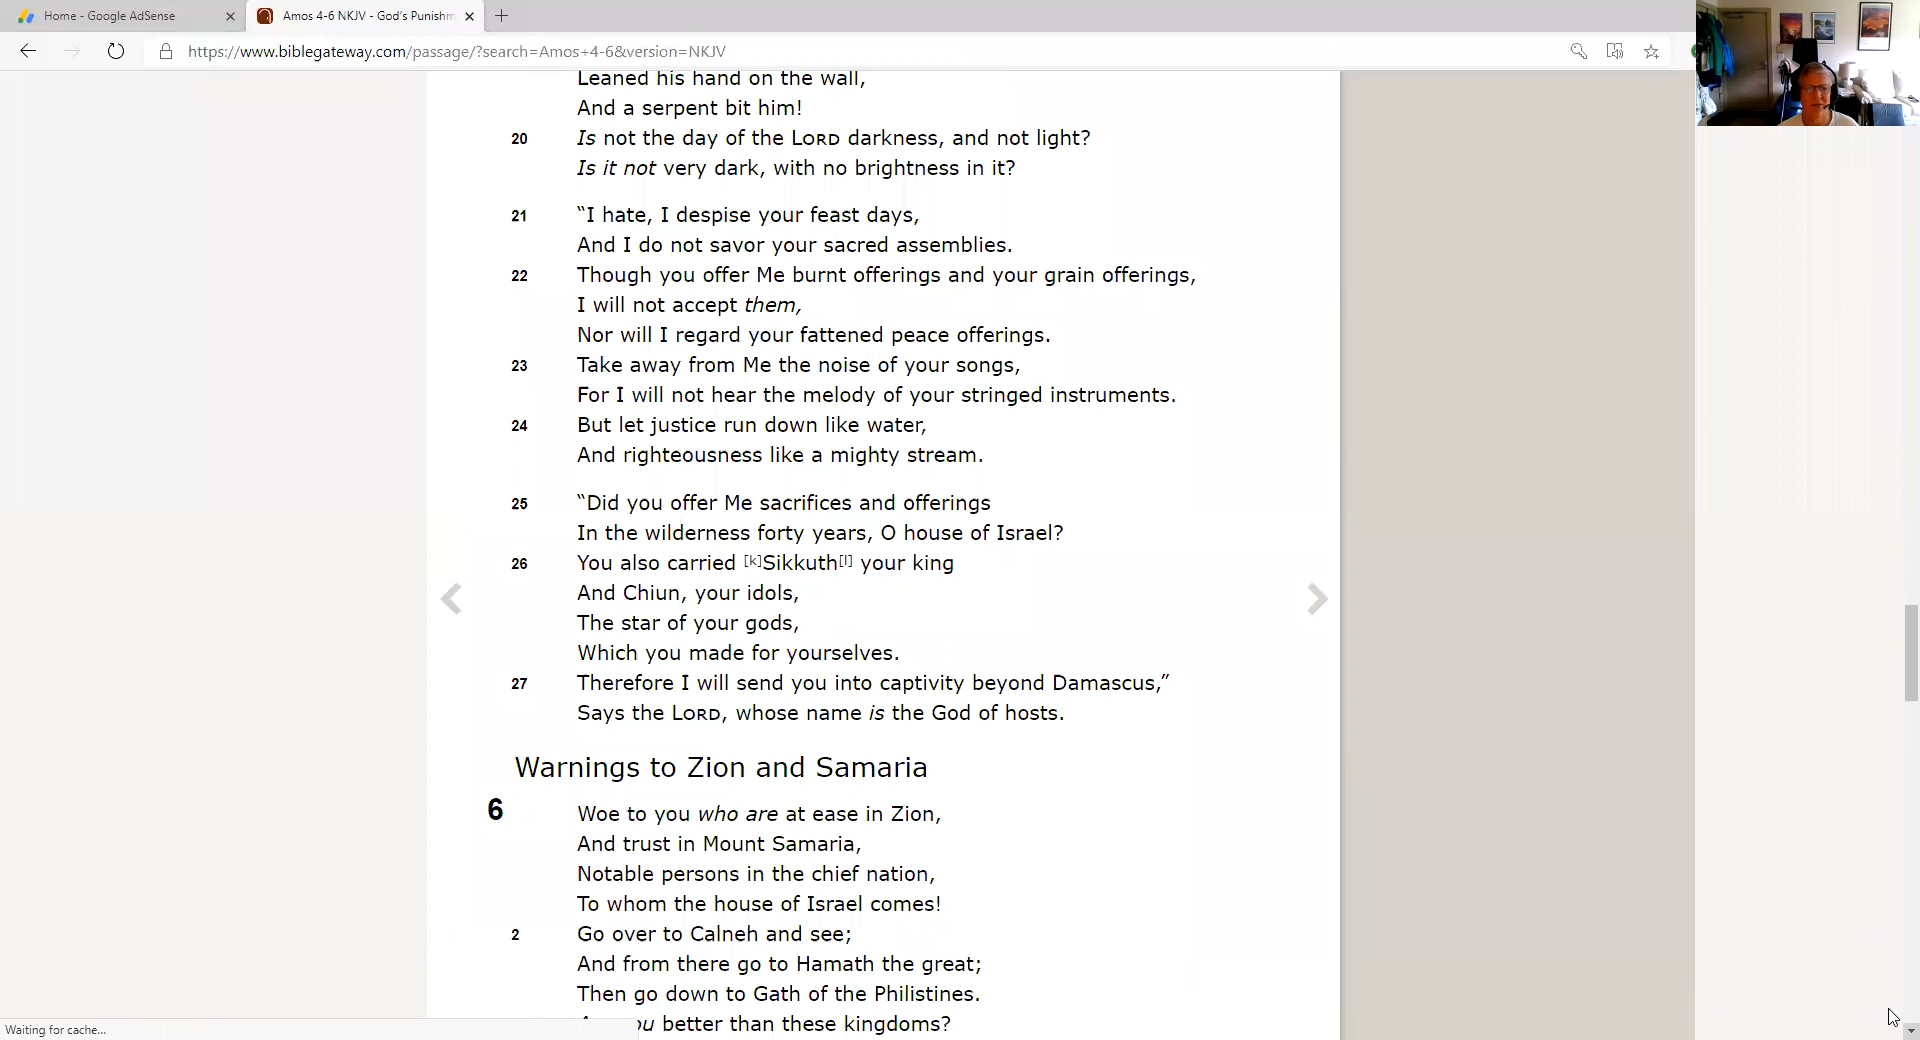 Home - Google AdSense
Amos 4-6 NKJV - God's Punishm
https://www.biblegateway.com/passage/?search=Amos+4-6&version=NKJV
Leaned his hand on the wall,
And a serpent bit him!
20 Is not the day of the LORD darkness, and not light?
Is it not very dark, with no brightness in it?
21 “I hate, I despise your feast days,
And I do not savor your sacred assemblies.
22 Though you offer Me burnt offerings and your grain offerings,
I will not accept them,
Nor will I regard your fattened peace offerings.
23 Take away from Me the noise of your songs,
For I will not hear the melody of your stringed instruments.
24 But let justice run down like water,
And righteousness like a mighty stream.
25 “Did you offer Me sacrifices and offerings
In the wilderness forty years, O house of Israel?
26 You also carried [k]Sikkuth[l] your king
And Chiun, your idols,
The star of your gods,
Which you made for yourselves.
27 Therefore I will send you into captivity beyond Damascus,”
Says the LORD, whose name is the God of hosts.
Warnings to Zion and Samaria
6 Woe to you who are at ease in Zion,
And trust in Mount Samaria,
Notable persons in the chief nation,
To whom the house of Israel comes!
2 Go over to Calneh and see;
And from there go to Hamath the great;
Then go down to Gath of the Philistines.
better than these kingdoms?
Waiting for cache...